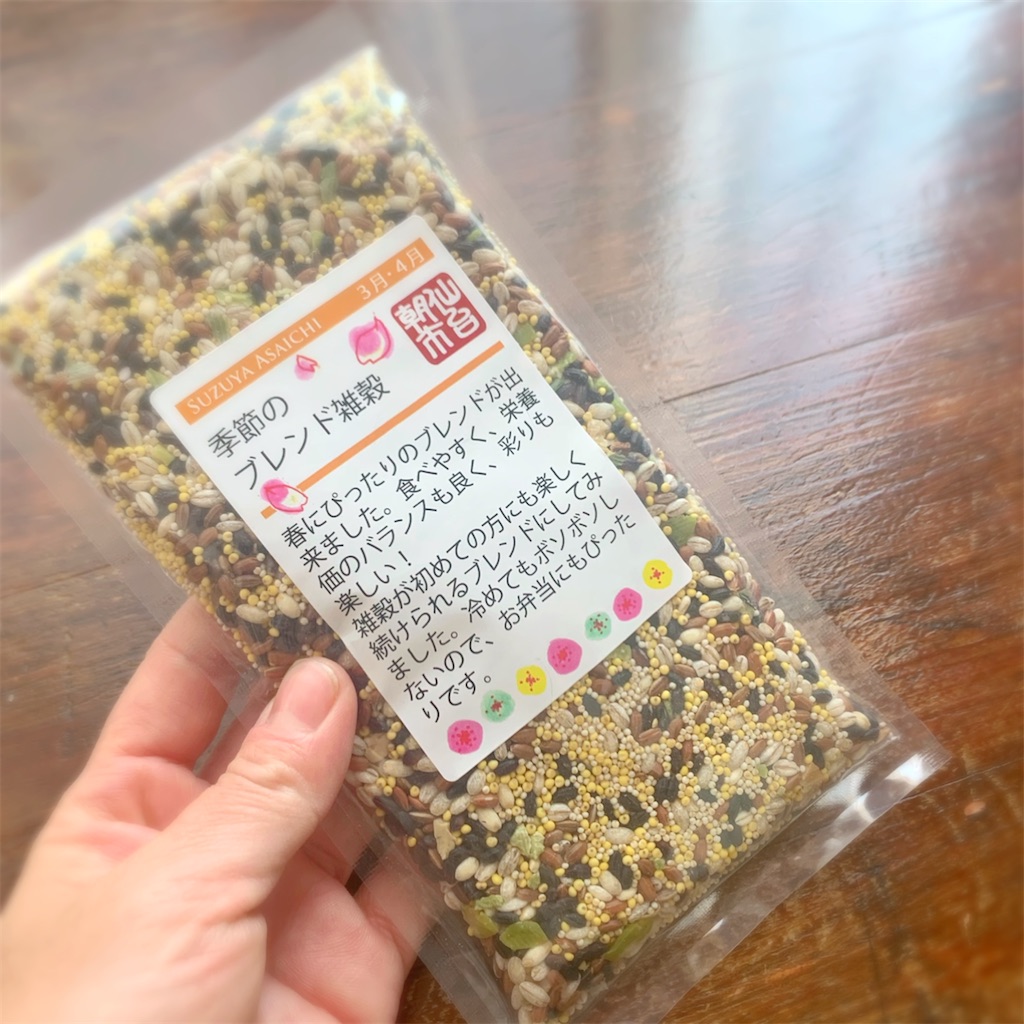 SUZUYA ASAICHI 3月・4月
仙台
朝市
季節の
ブレンド雑穀
春にぴったりのブレンドが出
来ました。食べやすく、栄養
価のバランスも良く、彩りも
楽しい!
雑穀が初めての方にも楽しく
続けられるブレンドにしてみ
ました。冷めてもボソボソし
ないので、お弁当にもぴった
りです。